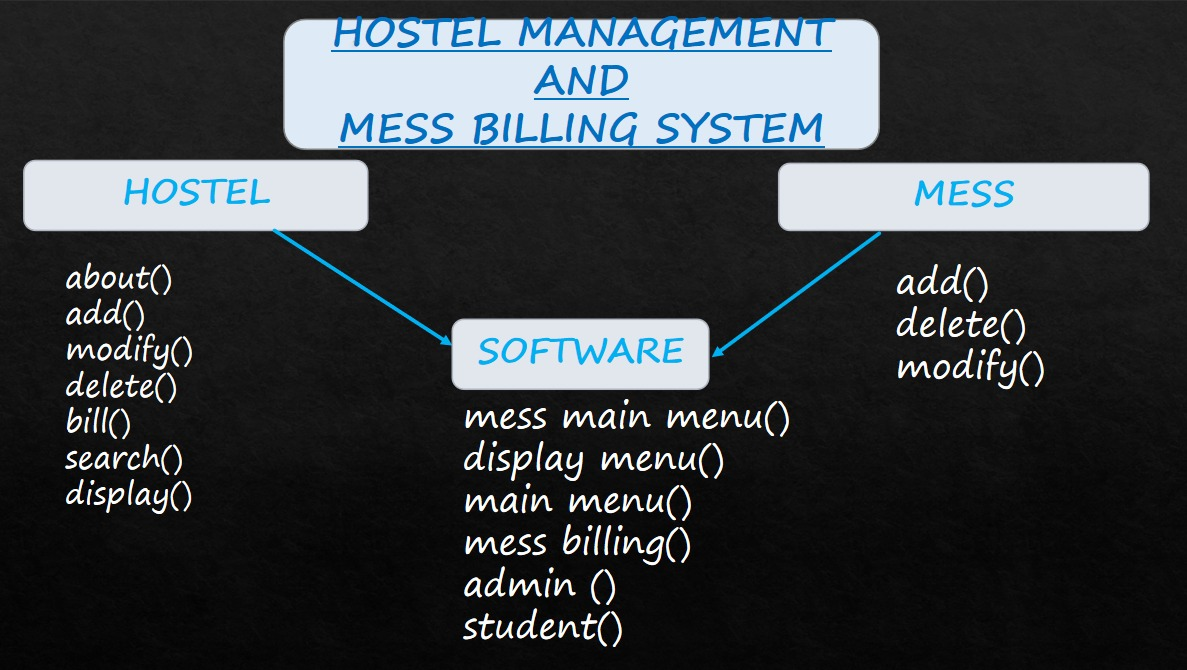 HOSTEL MANAGEMENT
AND
MESS BILLING SYSTEM
HOSTEL
about()
add()
modify()
delete()
bill()
search()
display()
MESS
add()
delete()
modify()
SOFTWARE
mess main menu()
display menu()
main menu()
mess billing()
admin ()
student()